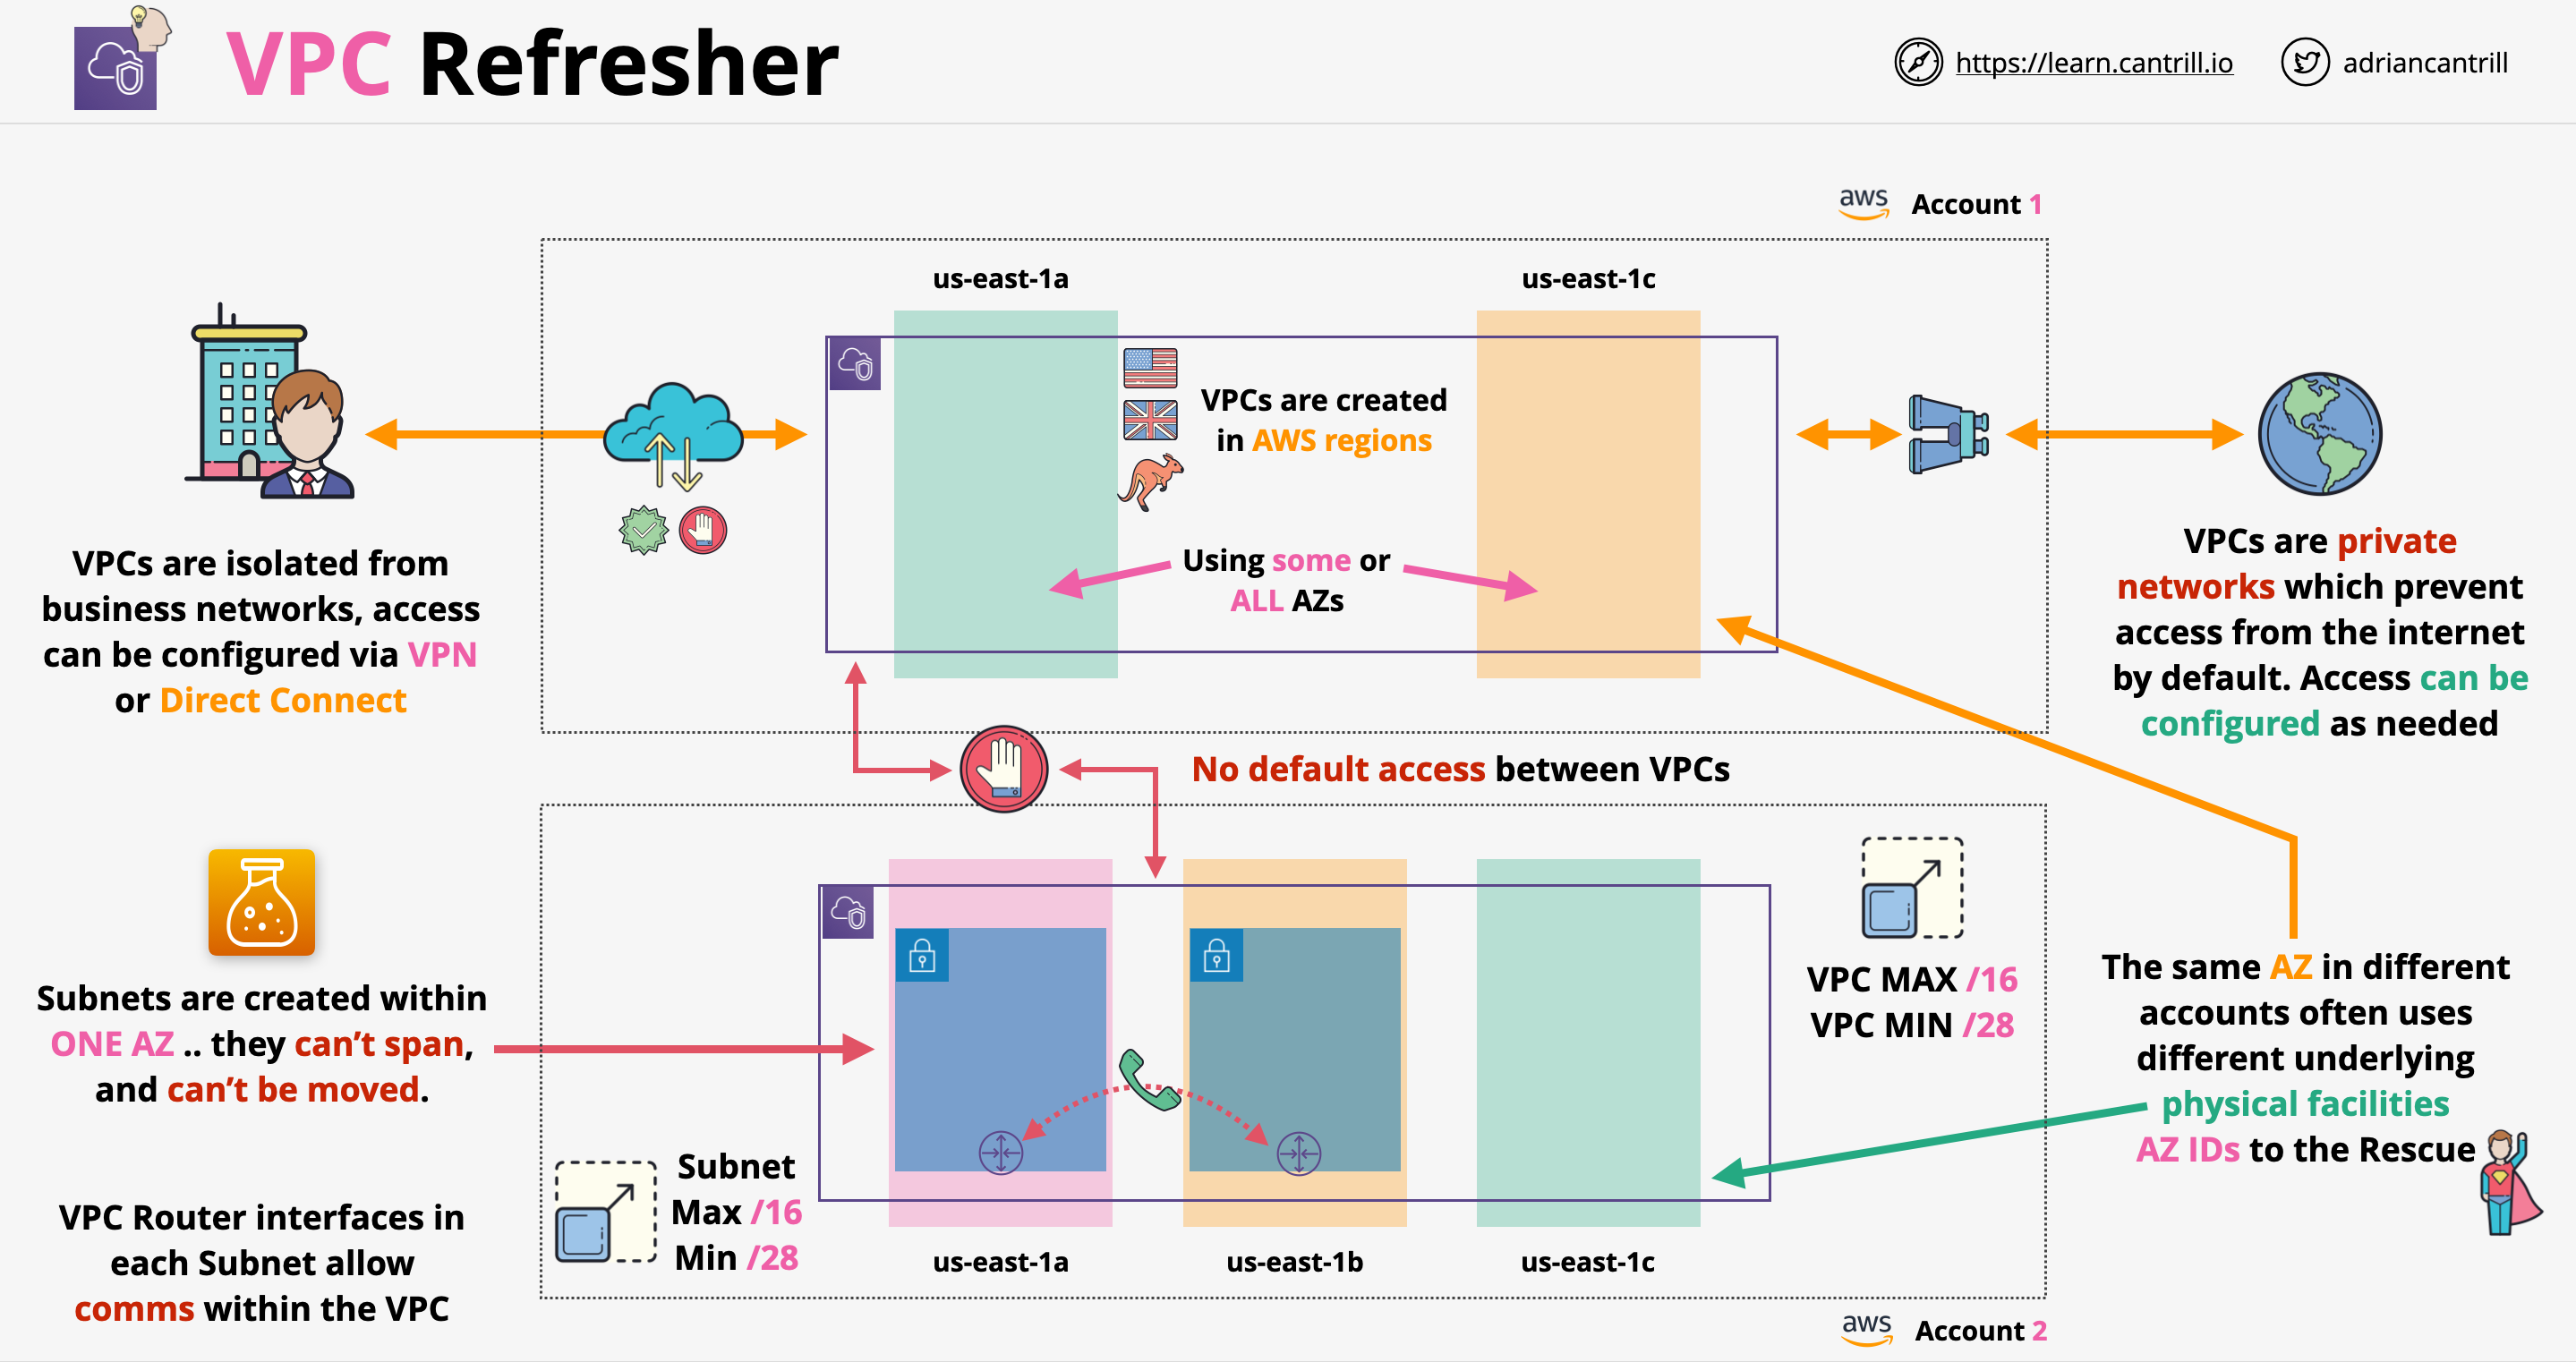 VPC Refresher
https://learn.cantrill.io
adriancantrill
aws
Account 1
us-east-1a
us-east-1c
VPCs are created
in AWS regions
Using some or
ALL AZs
VPCs are isolated from
business networks, access
can be configured via VPN
or Direct Connect
VPCs are private
networks which prevent
access from the internet
by default. Access can be
configured as needed
No default access between VPCs
Subnets are created within
ONE AZ .. they can’t span,
and can’t be moved.
VPC MAX /16
VPC MIN /28
The same AZ in different
accounts often uses
different underlying
physical facilities
AZ IDs to the Rescue
Subnet
Max /16
Min /28
VPC Router interfaces in
each Subnet allow
comms within the VPC
us-east-1a
us-east-1b
us-east-1c
aws
Account 2